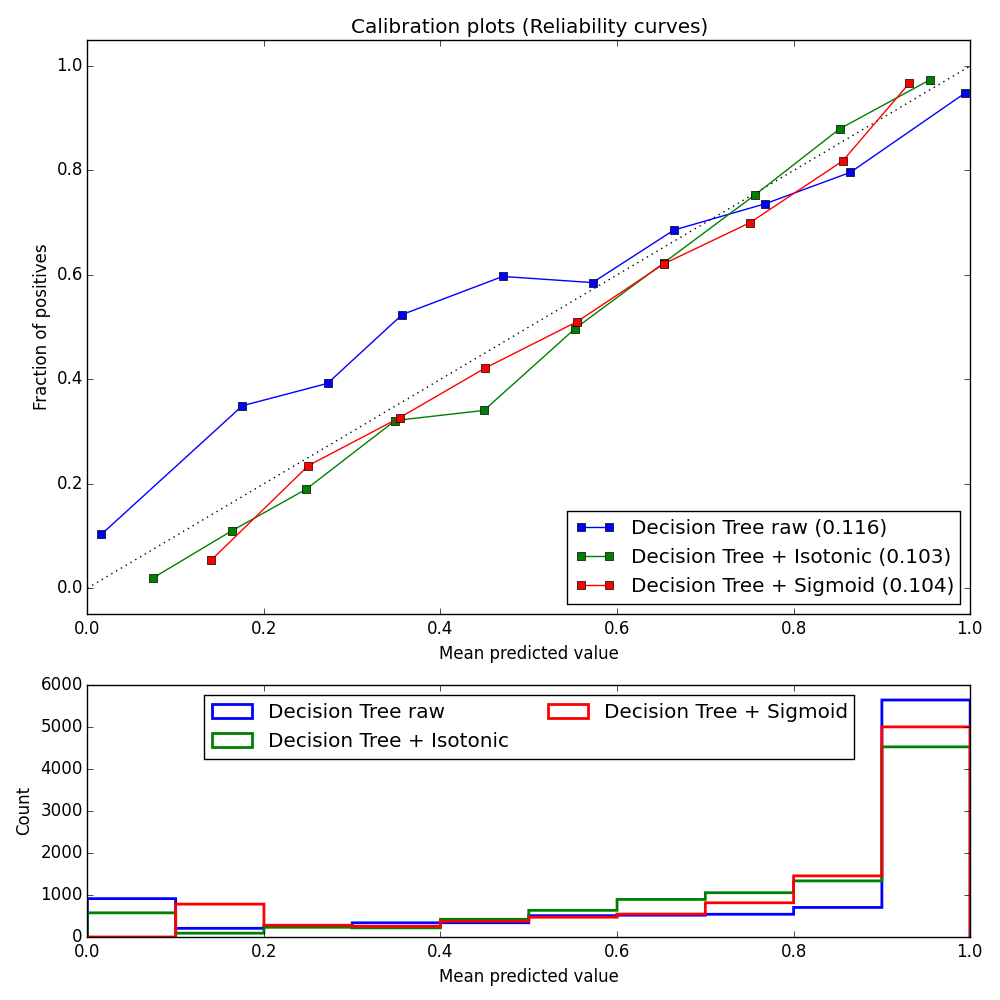 Calibration plots (Reliability curves)
1.0
0.8
0.6
0.4
0.2
0.0
Fraction of positives
Decision Tree raw (0.116)
Decision Tree + Isotonic (0.103)
Decision Tree + Sigmoid (0.104)
0.0 0.2 0.4 0.6 0.8 1.0
Mean predicted value
6000
5000
4000
3000
2000
1000
0
Count
Decision Tree raw
Decision Tree + Isotonic
Decision Tree + Sigmoid
0.0 0.2 0.4 0.6 0.8 1.0
Mean predicted value